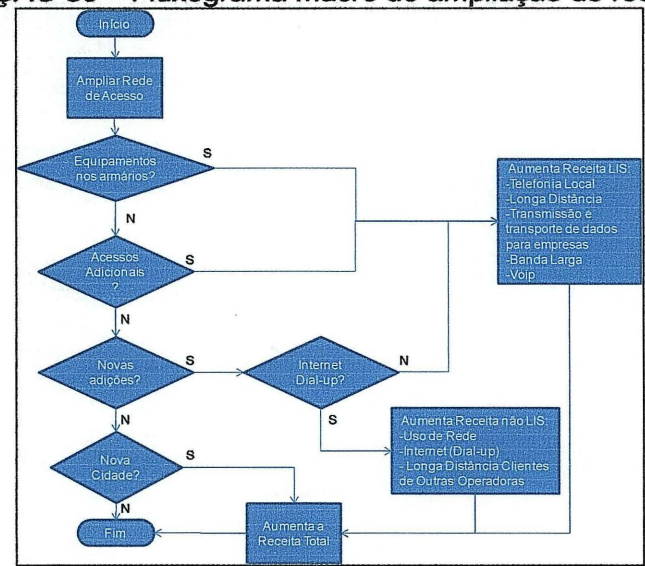 Fluxograma macro de ampliação de
Início
Ampliar Rede
de Acesso
Equipamentos
nos armários?
S
N
Acessos
Adicionais
?
S
N
Novas
adições?
S
N
Internet
Dial-up?
N
S
Nova
Cidade?
S
N
Fim
Aumenta Receita LIS:
-Telefonia Local
-Longa Distância
-Transmissão e
transporte de dados
para empresas
-Banda Larga
-Voip
Aumenta Receita não LIS:
-Uso de Rede
-Internet (Dial-up)
- Longa Distância Clientes
de Outras Operadoras
Aumenta a
Receita Total